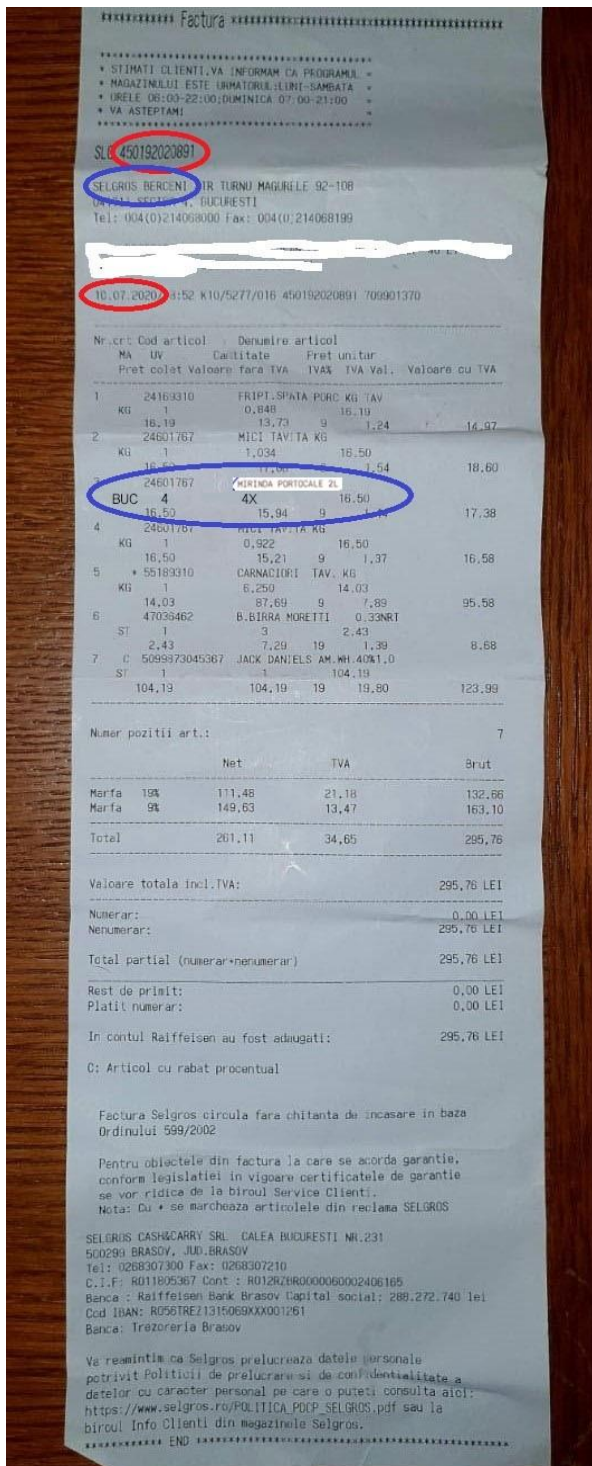 ************ Factura ************************************
* STIMATI CLIENTI,VA INFORMAM CA PROGRAMUL *
* MAGAZINULUI ESTE URMATORUL:LUNI-SAMBATA *
* ORELE 06:00-22:00;DUMINICA 07:00-21:00 *
* VA ASTEPTAM!
SLG 450192020891
SELGROS BERCENI STR TURNU MAGURELE 92-108
BUCURESTI
Tel: 004(0)214068000 Fax: 004(0)214068199
10.07.2020 :52 K10/5277/016 450192020891 709901370
Nr.crt Cod articol Denumire articol
MA UV Cantitate Pret unitar
Pret colet Valoare fara TVA TVA% TVA Val. Valoare cu TVA
1 24169310 FRIPT.SPATA PORC KG TAV
KG 1 0,848 16.19
16.19 13,73 9 1,24 14,97
2 24601767 MICI TAVITA KG
KG 1 1,034 16.50
16.50 17,06 1,54 18.60
3 24601767 MIRINDA PORTOCALE 2L
BUC 4 4X 16.50
16.50 15,94 9 17.38
4 24601767 MICI TAVITA KG
KG 1 0,922 16,50
16,50 15,21 9 1,37 16,58
5 * 55189310 CARNACIORI TAV. KG
KG 1 6,250 14.03
14,03 87,69 9 7,89 95.58
6 47036462 B.BIRRA MORETTI 0.33NRT
ST 1 3 2.43
2,43 7,29 19 1,39 8.68
7 C 5099873045367 JACK DANIELS AM.WH.40%1.0
ST 1 1 104.19
104,19 104,19 19 19,80 123.99
Numar pozitii art.: 7
Net TVA Brut
Marfa 19% 111,48 21,18 132,66
Marfa 9% 149,63 13,47 163,10
Total 261,11 34,65 295,76
Valoare totala incl.TVA: 295,76 LEI
Numerar: 0,00 LEI
Nenumerar: 295,76 LEI
Total partial (numerar+nenumerar) 295,76 LEI
Rest de primit: 0,00 LEI
Platit numerar: 0,00 LEI
In contul Raiffeisen au fost adaugati: 295,76 LEI
C: Articol cu rabat procentual
Factura Selgros circula fara chitanta de incasare in baza
Ordinului 599/2002
Pentru obiectele din factura la care se acorda garantie,
conform legislatiei in vigoare certificatele de garantie
se vor ridica de la biroul Service Clienti.
Nota: Cu * se marcheaza articolele din reclama SELGROS
SELGROS CASH&CARRY SRL CALEA BUCURESTI NR.231
500299 BRASOV, JUD.BRASOV
Tel: 0268307300 Fax: 0268307210
C.I.F: RO11805367 Cont : RO12RZBR0000060002406165
Banca : Raiffeisen Bank Brasov Capital social: 288.272.740 lei
Cod IBAN: RO56TREZ1315069XXX001261
Banca: Trezoreria Brasov
Va reamintim ca Selgros prelucreaza datele personale
potrivit Politicii de prelucrare si de confidentialitate a
datelor cu caracter personal pe care o puteti consulta aici:
https://www.selgros.ro/POLITICA_PDCP_SELGROS.pdf sau la
biroul Info Clienti din magazinele Selgros.
*********** END ****************************************